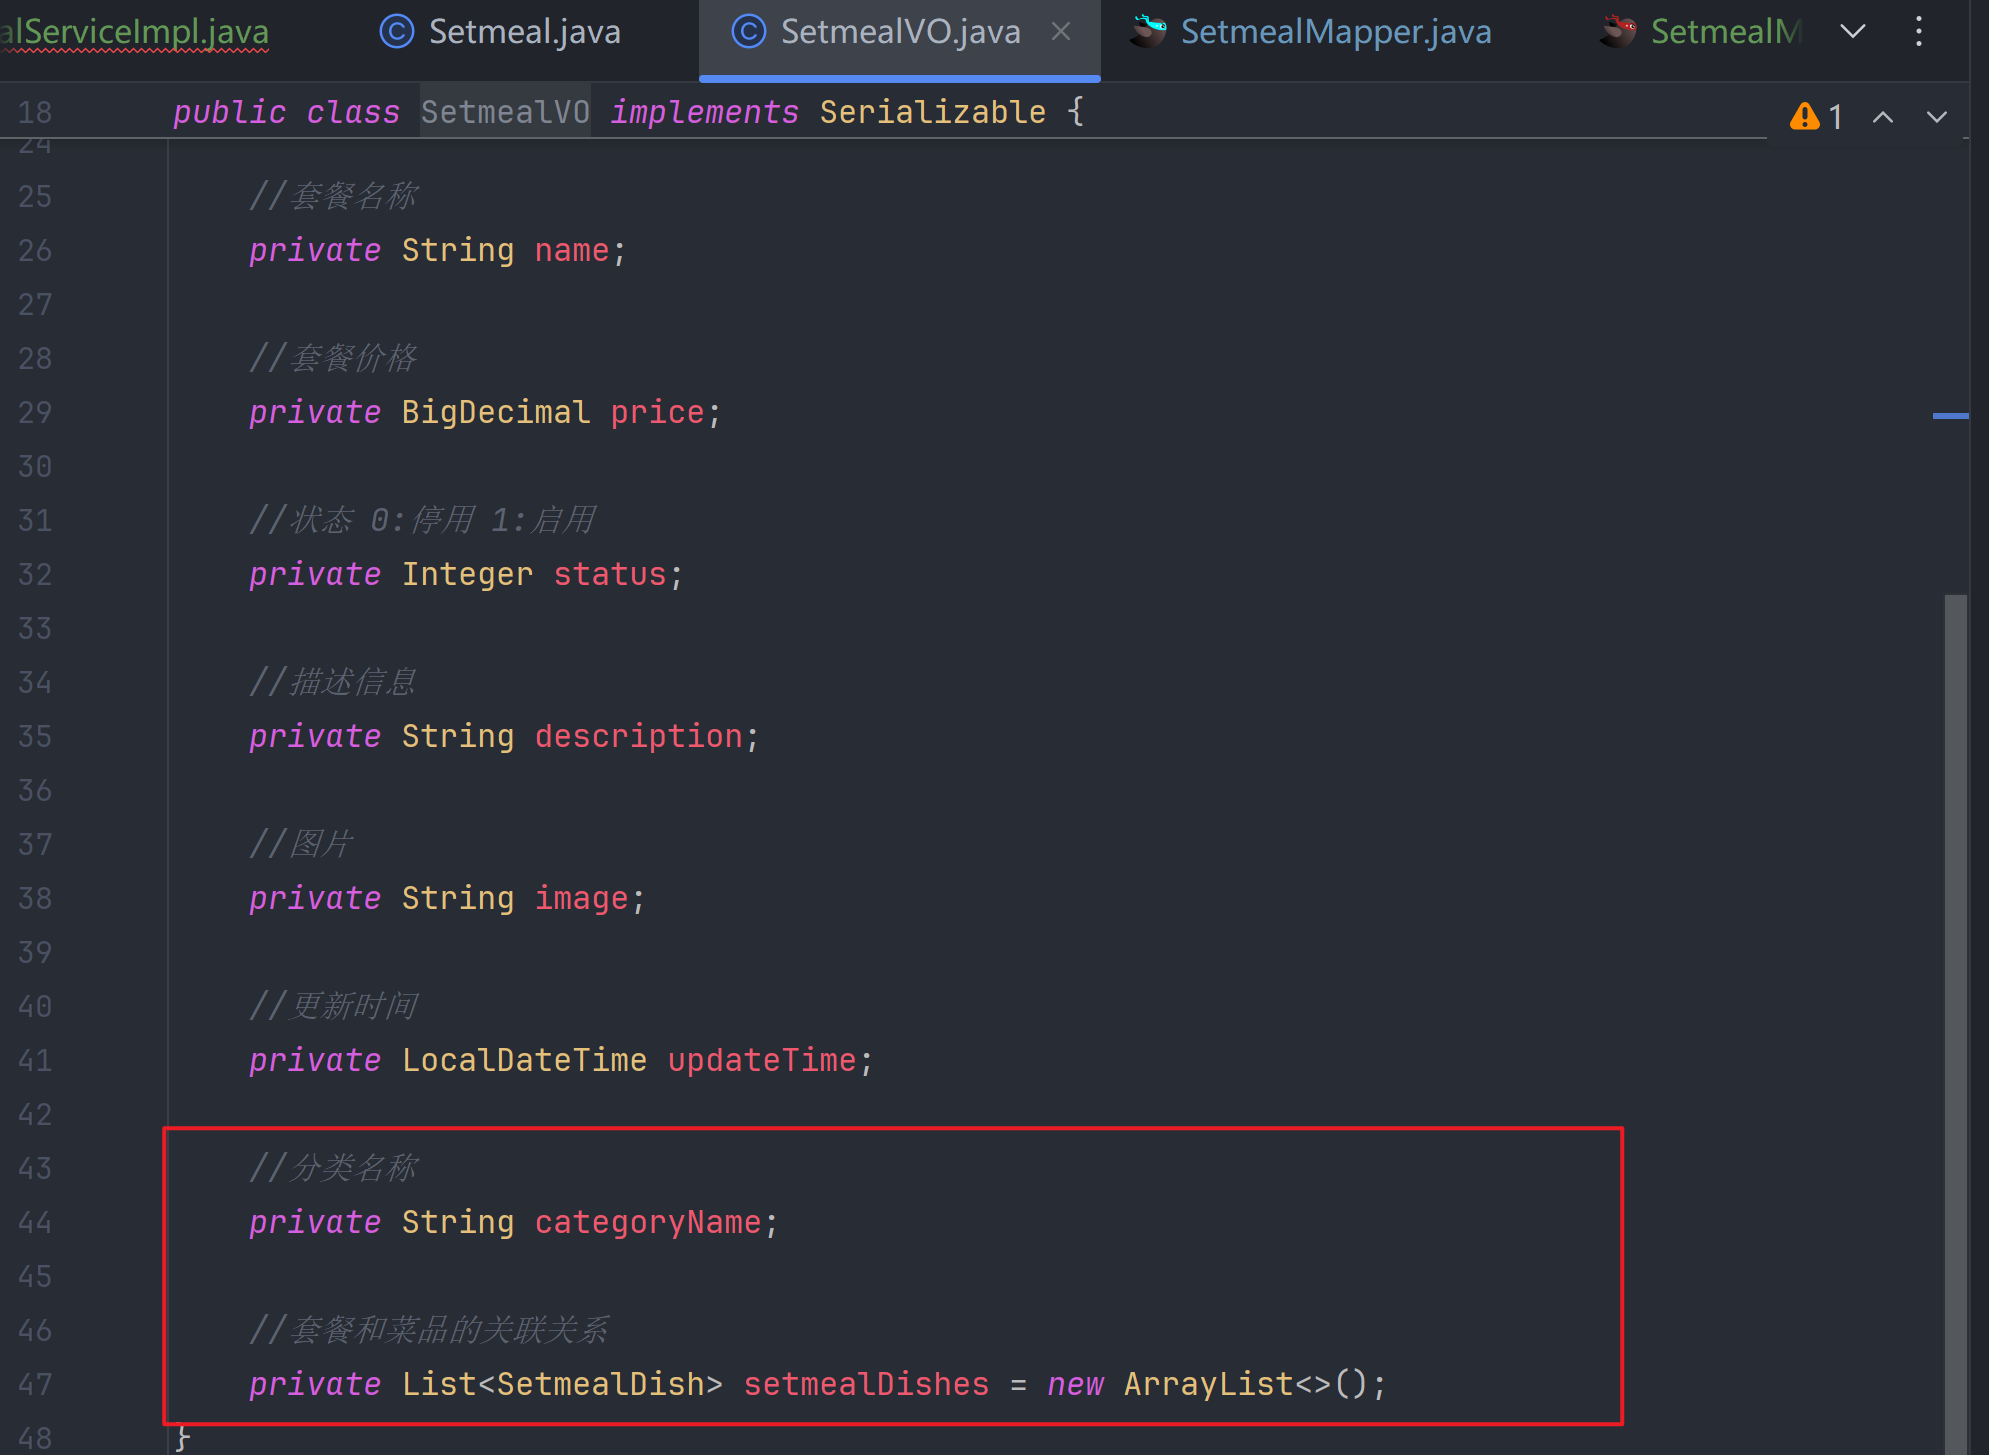 alServiceImpl.java Setmeal.java SetmealVO.java SetmealMapper.java SetmealM
18 public class SetmealVO implements Serializable { 1
24
25 //套餐名称
26 private String name;
27
28 //套餐价格
29 private BigDecimal price;
30
31 //状态 0:停用 1:启用
32 private Integer status;
33
34 //描述信息
35 private String description;
36
37 //图片
38 private String image;
39
40 //更新时间
41 private LocalDateTime updateTime;
42
43 //分类名称
44 private String categoryName;
45
46 //套餐和菜品的关联关系
47 private List<SetmealDish> setmealDishes = new ArrayList<>();
48 }